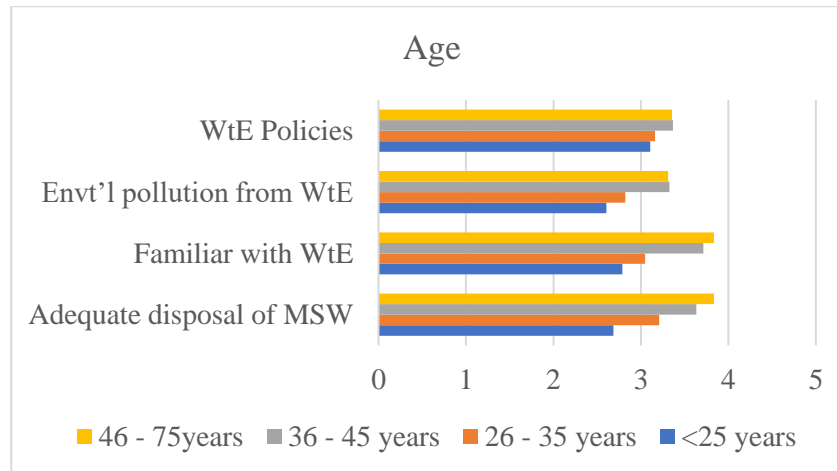 Age
WtE Policies
Envt’l pollution from WtE
Familiar with WtE
Adequate disposal of MSW
0 1 2 3 4 5
46 - 75years 36 - 45 years 26 - 35 years <25 years